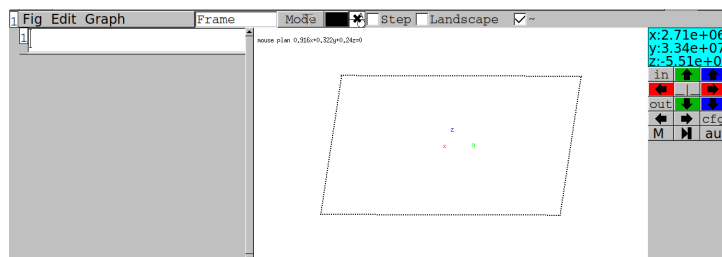 1 Fig Edit Graph Frame Mode Step Landscape ~
1
mouse plan 0.916x+0.322y+0.24z=0
x:2.71e+06
y:3.34e+07
z:-5.51e+0
in
_|_
out
cfg
M au
z
x y